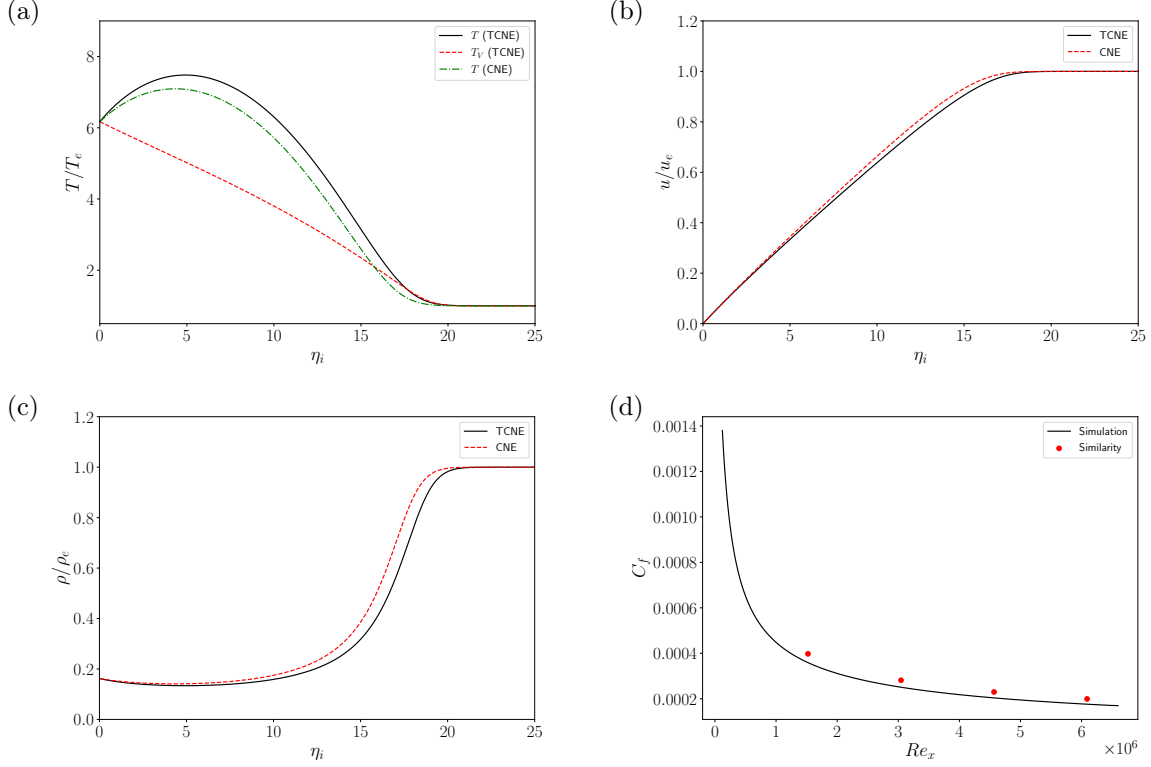 (a)
T/T_e
8
6
4
2
0
5
10
15
20
25
η_i
T (TCNE)
T_V (TCNE)
T (CNE)
(b)
u/u_e
1.2
1.0
0.8
0.6
0.4
0.2
0.0
0
5
10
15
20
25
η_i
TCNE
CNE
(c)
ρ/ρ_e
1.2
1.0
0.8
0.6
0.4
0.2
0.0
0
5
10
15
20
25
η_i
TCNE
CNE
(d)
C_f
0.0014
0.0012
0.0010
0.0008
0.0006
0.0004
0.0002
0
1
2
3
4
5
6
×10^6
Re_x
Simulation
Similarity